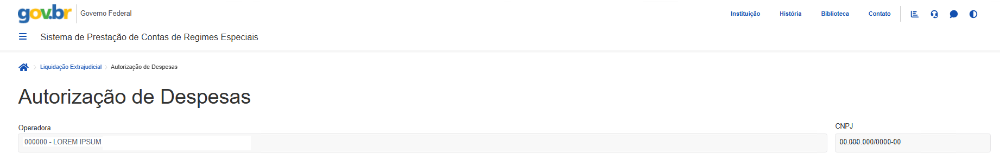 gov.br Governo Federal Instituição História Biblioteca Contato
Sistema de Prestação de Contas de Regimes Especiais
Liquidação Extrajudicial Autorização de Despesas
Autorização de Despesas
Operadora CNPJ
000000 - LOREM IPSUM 00.000.000/0000-00